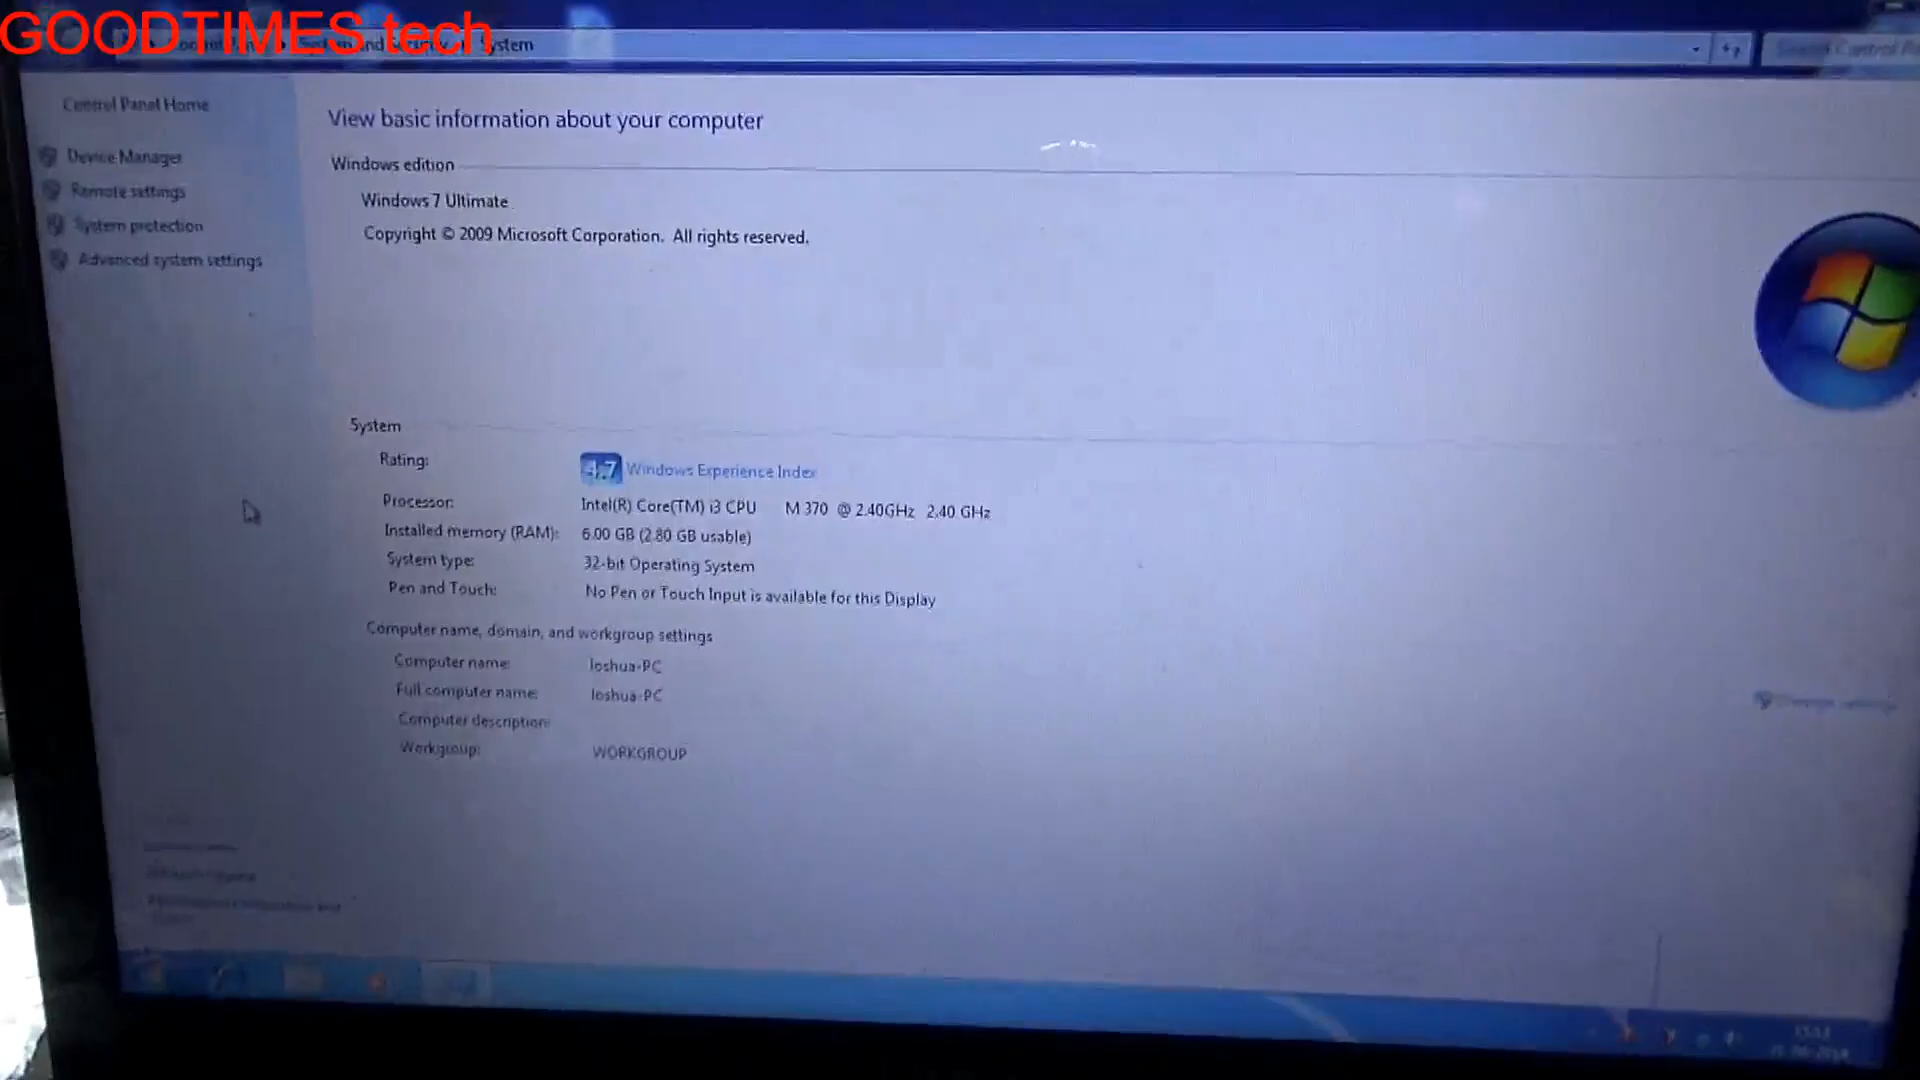 GOODTIMES tech
System
Control Panel Home
Device Manager
Remote settings
System protection
Advanced system settings
View basic information about your computer
Windows edition
Windows 7 Ultimate
Copyright © 2009 Microsoft Corporation. All rights reserved.
System
Rating: 4.7 Windows Experience Index
Processor: Intel(R) Core(TM) i3 CPU M 370 @ 2.40GHz 2.40 GHz
Installed memory (RAM): 6.00 GB (2.80 GB usable)
System type: 32-bit Operating System
Pen and Touch: No Pen or Touch Input is available for this Display
Computer name, domain, and workgroup settings
Computer name: Ioshua-PC
Full computer name: Ioshua-PC
Computer description:
Workgroup: WORKGROUP